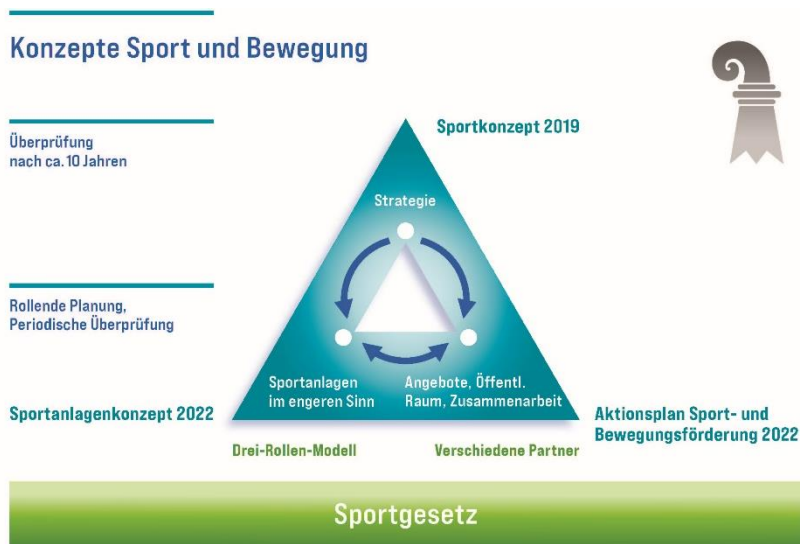 Konzepte Sport und Bewegung
Sportkonzept 2019
Überprüfung
nach ca. 10 Jahren
Strategie
Rollende Planung,
Periodische Überprüfung
Sportanlagen
im engeren Sinn
Angebote, Öffentl.
Raum, Zusammenarbeit
Sportanlagenkonzept 2022
Aktionsplan Sport- und
Bewegungsförderung 2022
Drei-Rollen-Modell
Verschiedene Partner
Sportgesetz